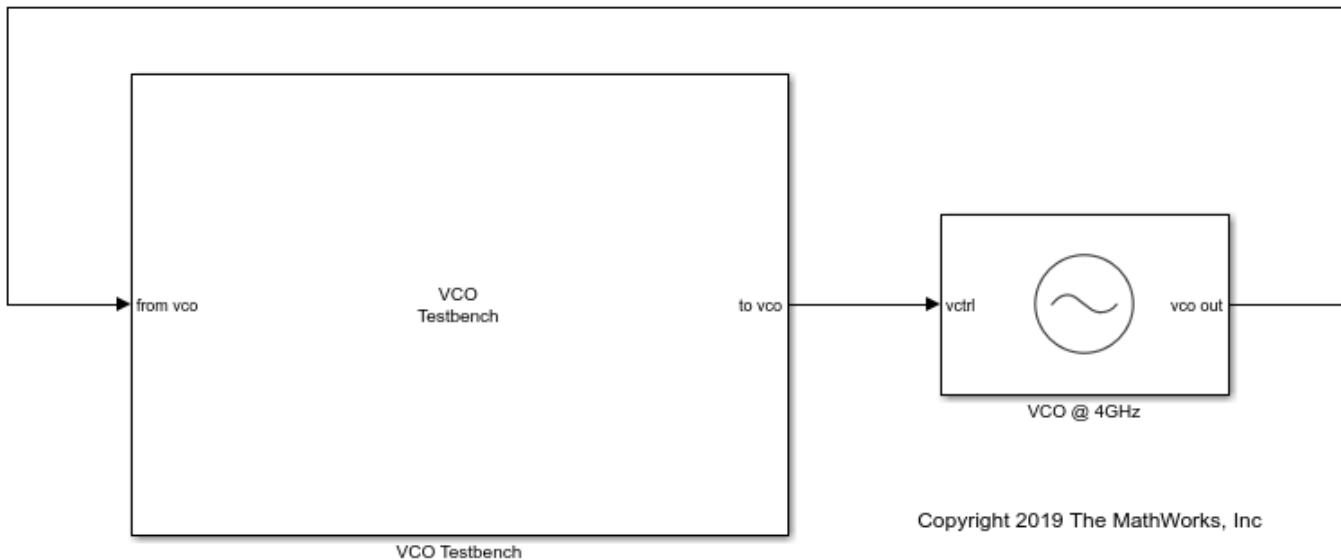 VCO
Testbench
from vco
to vco
vctrl
vco out
VCO @ 4GHz
Copyright 2019 The MathWorks, Inc
VCO Testbench